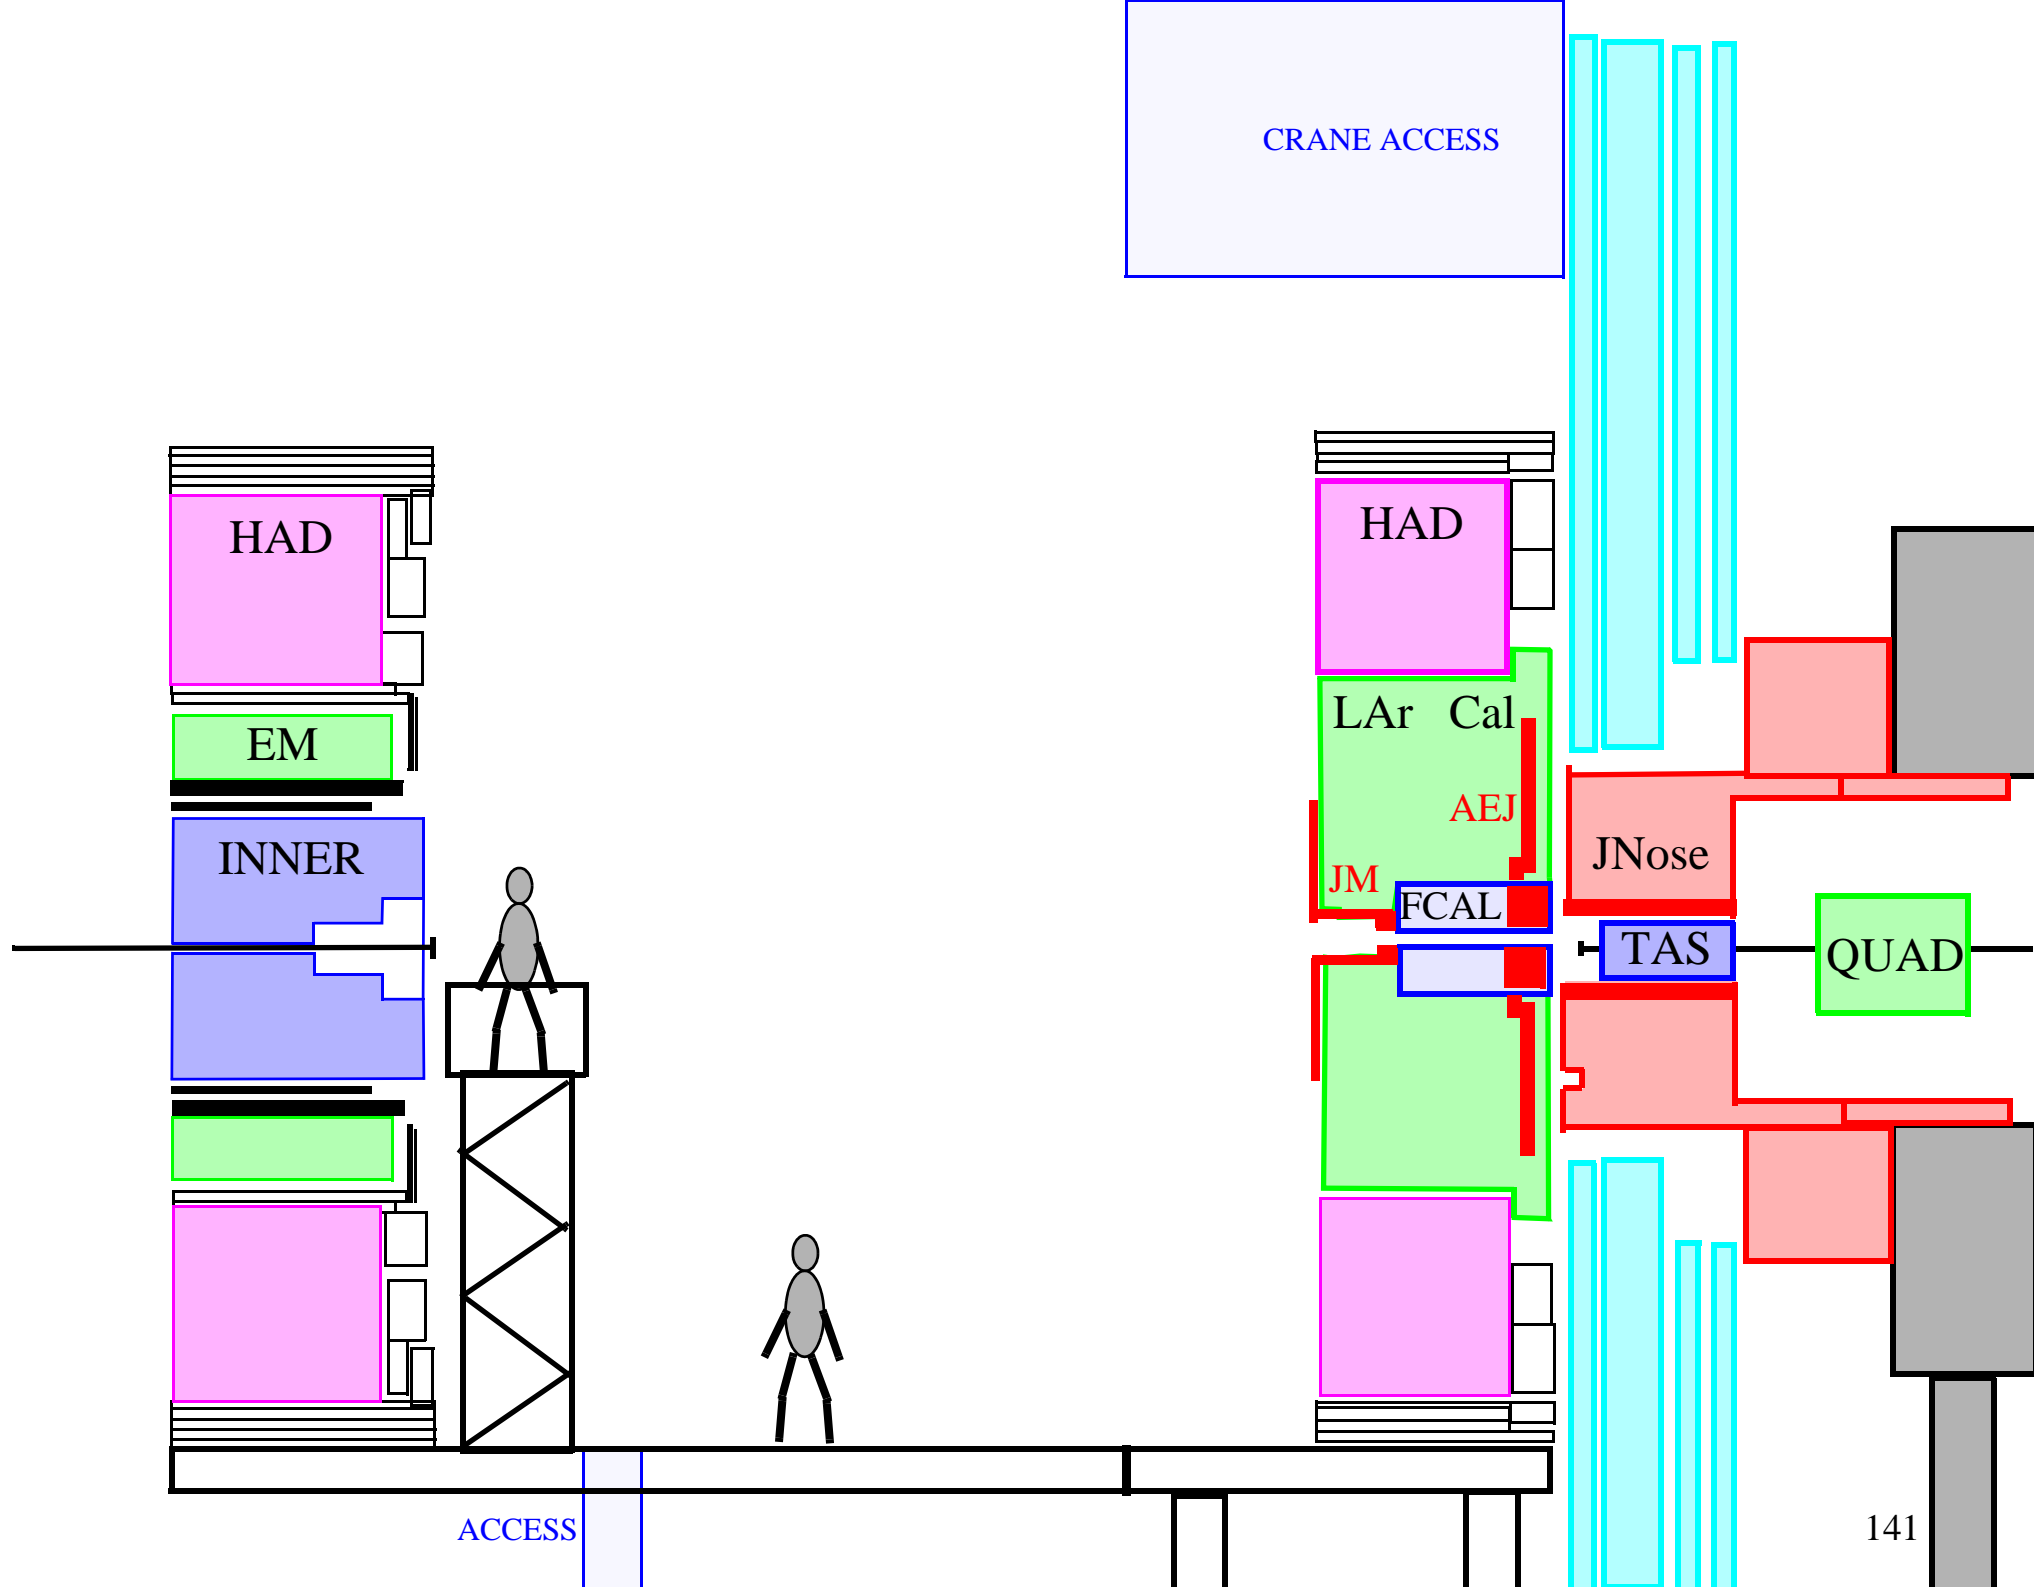 CRANE ACCESS
HAD
HAD
EM
LAr Cal
AEJ
INNER
JM
JNose
FCAL
TAS
QUAD
ACCESS
141